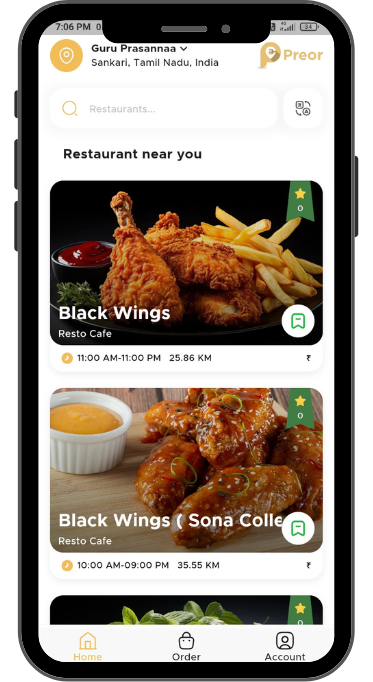 7:06 PM
34
Guru Prasannaa
Sankari, Tamil Nadu, India
Preor
Restaurants...
Restaurant near you
0
Black Wings
Resto Cafe
11:00 AM-11:00 PM 25.86 KM ₹
0
Black Wings ( Sona Colle
Resto Cafe
10:00 AM-09:00 PM 35.55 KM ₹
0
Home Order Account